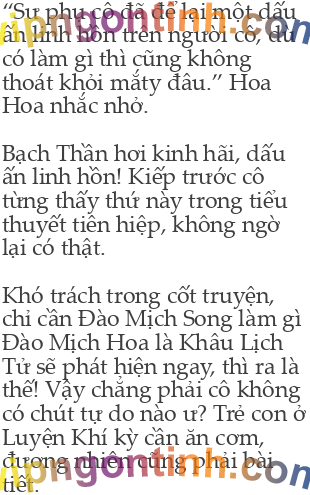 “Sư phụ cô đã để lại một dấu
ấn linh hồn trên người cô, dù
có làm gì thì cũng không
thoát khỏi mắty đâu.” Hoa
Hoa nhắc nhở.
Bạch Thần hơi kinh hãi, dấu
ấn linh hồn! Kiếp trước cô
từng thấy thứ này trong tiểu
thuyết tiên hiệp, không ngờ
lại có thật.
Khó trách trong cốt truyện,
chỉ cần Đào Mịch Song làm gì
Đào Mịch Hoa là Khâu Lịch
Tử sẽ phát hiện ngay, thì ra là
thế! Vậy chẳng phải cô không
có chút tự do nào ư? Trẻ con ở
Luyện Khí kỳ cần ăn cơm,
đương nhiên cũng phải bài
tiết.
vipngontinh.com
vipngontinh.com